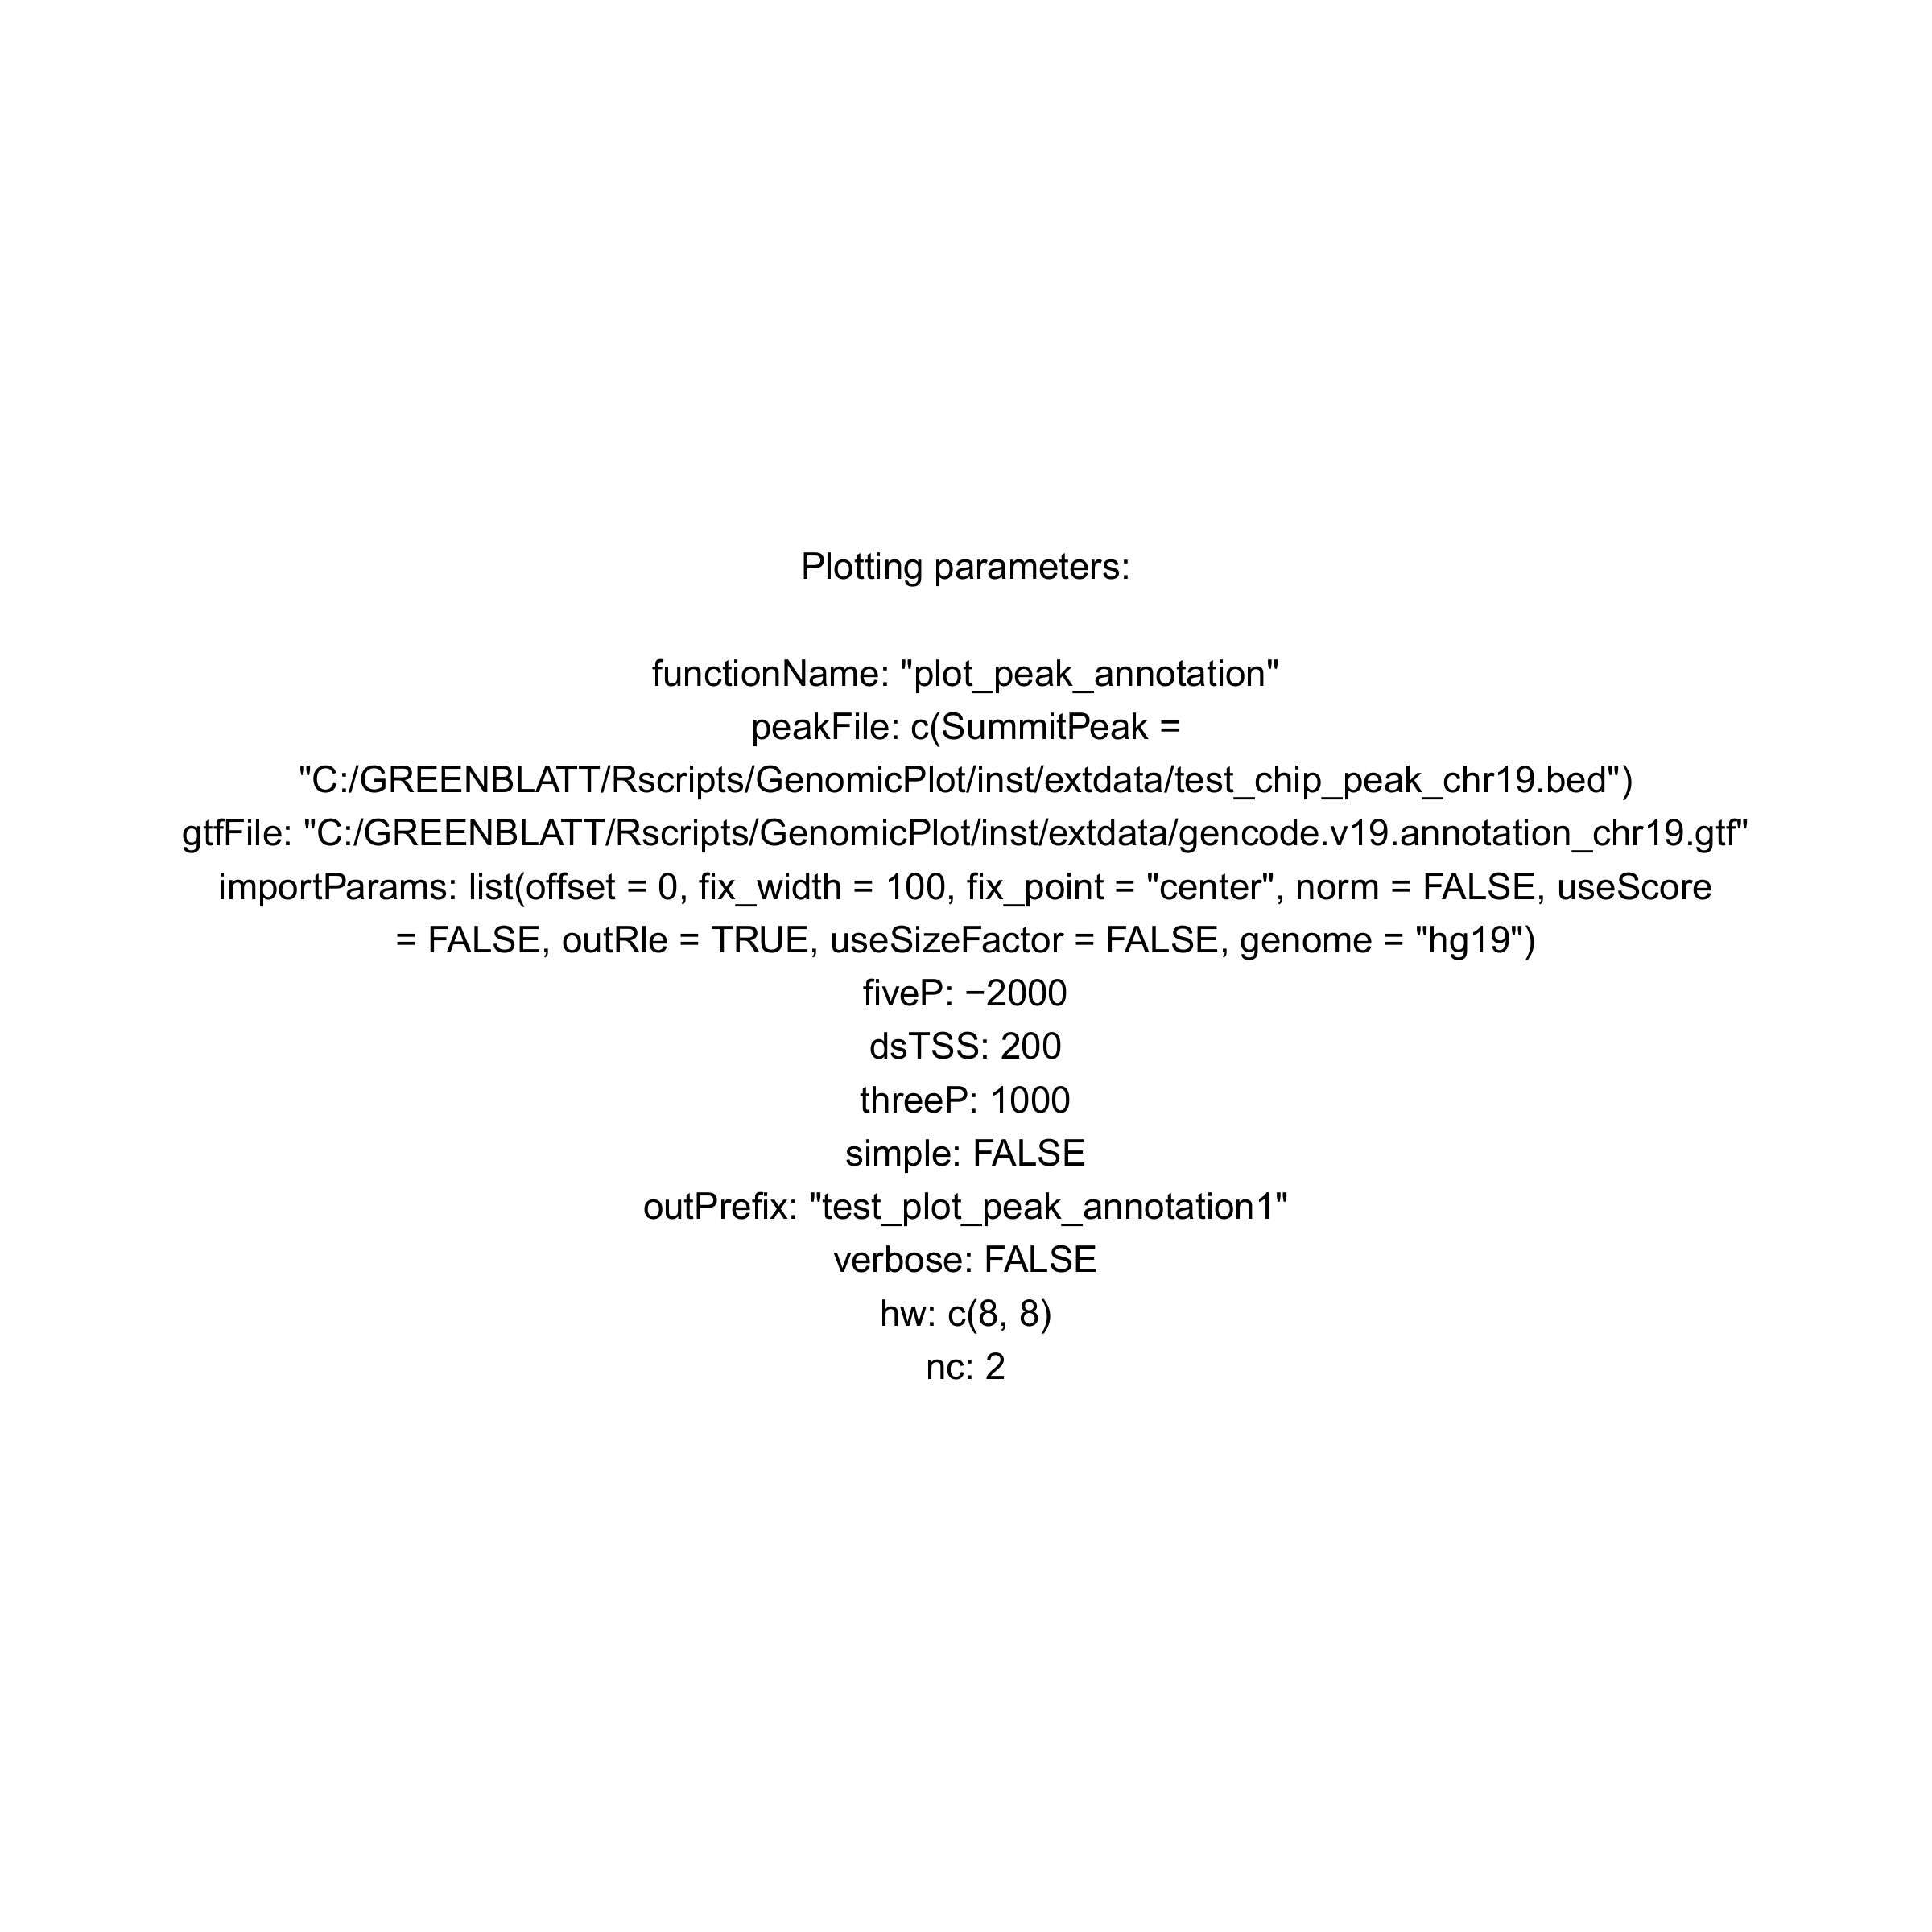 Plotting parameters:
functionName: "plot_peak_annotation"
peakFile: c(SummitPeak =
"C:/GREENBLATT/Rscripts/GenomicPlot/inst/extdata/test_chip_peak_chr19.bed")
gtfFile: "C:/GREENBLATT/Rscripts/GenomicPlot/inst/extdata/gencode.v19.annotation_chr19.gtf"
importParams: list(offset = 0, fix_width = 100, fix_point = "center", norm = FALSE, useScore
= FALSE, outRle = TRUE, useSizeFactor = FALSE, genome = "hg19")
fiveP: −2000
dsTSS: 200
threeP: 1000
simple: FALSE
outPrefix: "test_plot_peak_annotation1"
verbose: FALSE
hw: c(8, 8)
nc: 2